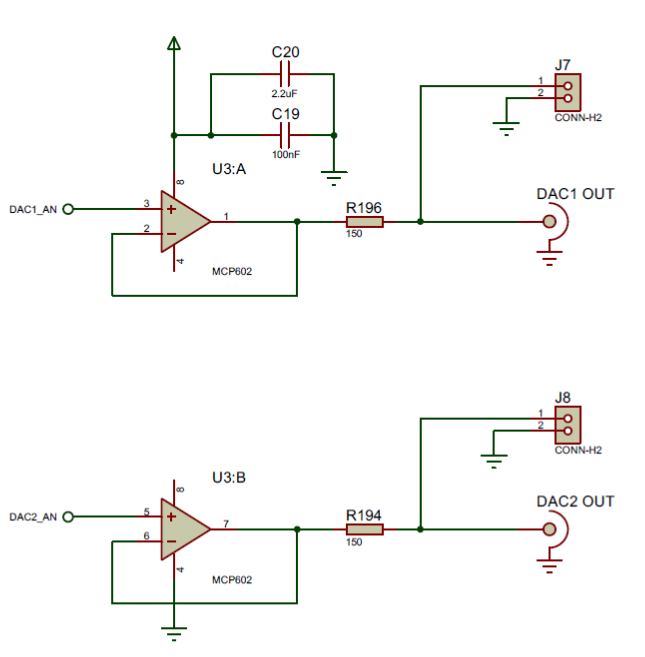 C20
2.2uF
C19
100nF
J7
1
2
CONN-H2
U3:A
8
DAC1_AN
3
+
2
−
1
4
MCP602
R196
150
DAC1 OUT
J8
1
2
CONN-H2
U3:B
8
DAC2_AN
5
+
6
−
7
4
MCP602
R194
150
DAC2 OUT